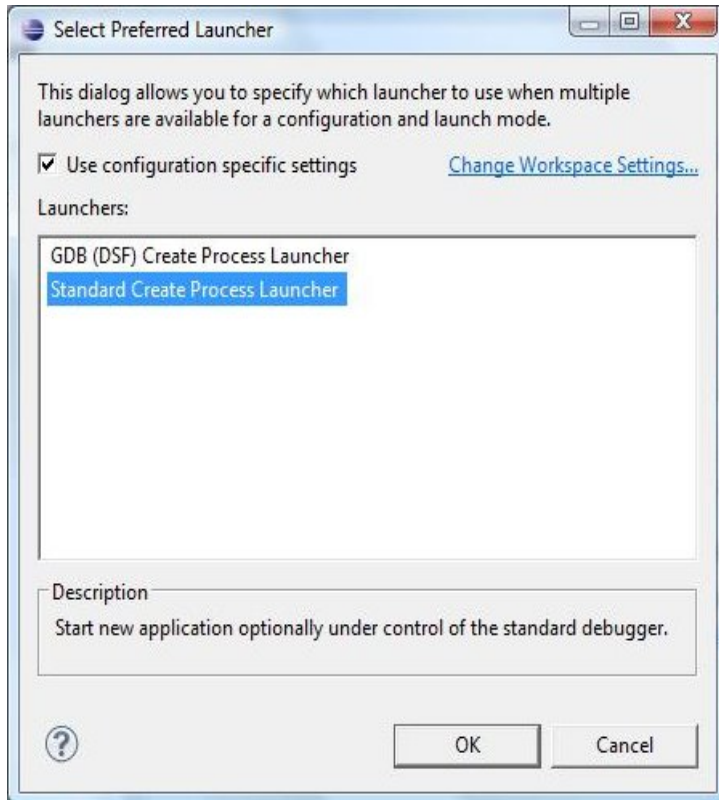 Select Preferred Launcher
This dialog allows you to specify which launcher to use when multiple
launchers are available for a configuration and launch mode.
Use configuration specific settings
Change Workspace Settings...
Launchers:
GDB (DSF) Create Process Launcher
Standard Create Process Launcher
Description
Start new application optionally under control of the standard debugger.
?
OK
Cancel